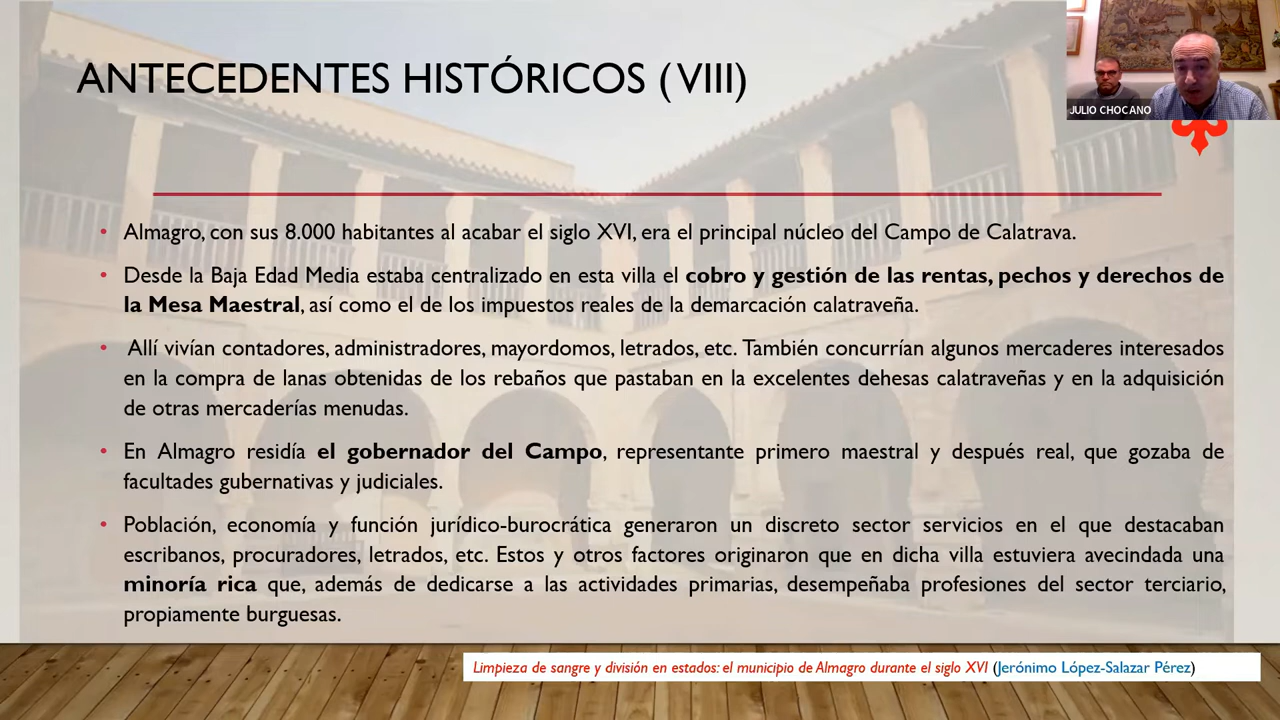 ANTECEDENTES HISTÓRICOS (VIII)
JULIO CHOCANO
• Almagro, con sus 8.000 habitantes al acabar el siglo XVI, era el principal núcleo del Campo de Calatrava.
• Desde la Baja Edad Media estaba centralizado en esta villa el cobro y gestión de las rentas, pechos y derechos de
la Mesa Maestral, así como el de los impuestos reales de la demarcación calatraveña.
• Allí vivían contadores, administradores, mayordomos, letrados, etc. También concurrían algunos mercaderes interesados
en la compra de lanas obtenidas de los rebaños que pastaban en la excelentes dehesas calatraveñas y en la adquisición
de otras mercaderías menudas.
• En Almagro residía el gobernador del Campo, representante primero maestral y después real, que gozaba de
facultades gubernativas y judiciales.
• Población, economía y función jurídico-burocrática generaron un discreto sector servicios en el que destacaban
escribanos, procuradores, letrados, etc. Estos y otros factores originaron que en dicha villa estuviera avecindada una
minoría rica que, además de dedicarse a las actividades primarias, desempeñaba profesiones del sector terciario,
propiamente burguesas.
Limpieza de sangre y división en estados: el municipio de Almagro durante el siglo XVI (Jerónimo López-Salazar Pérez)